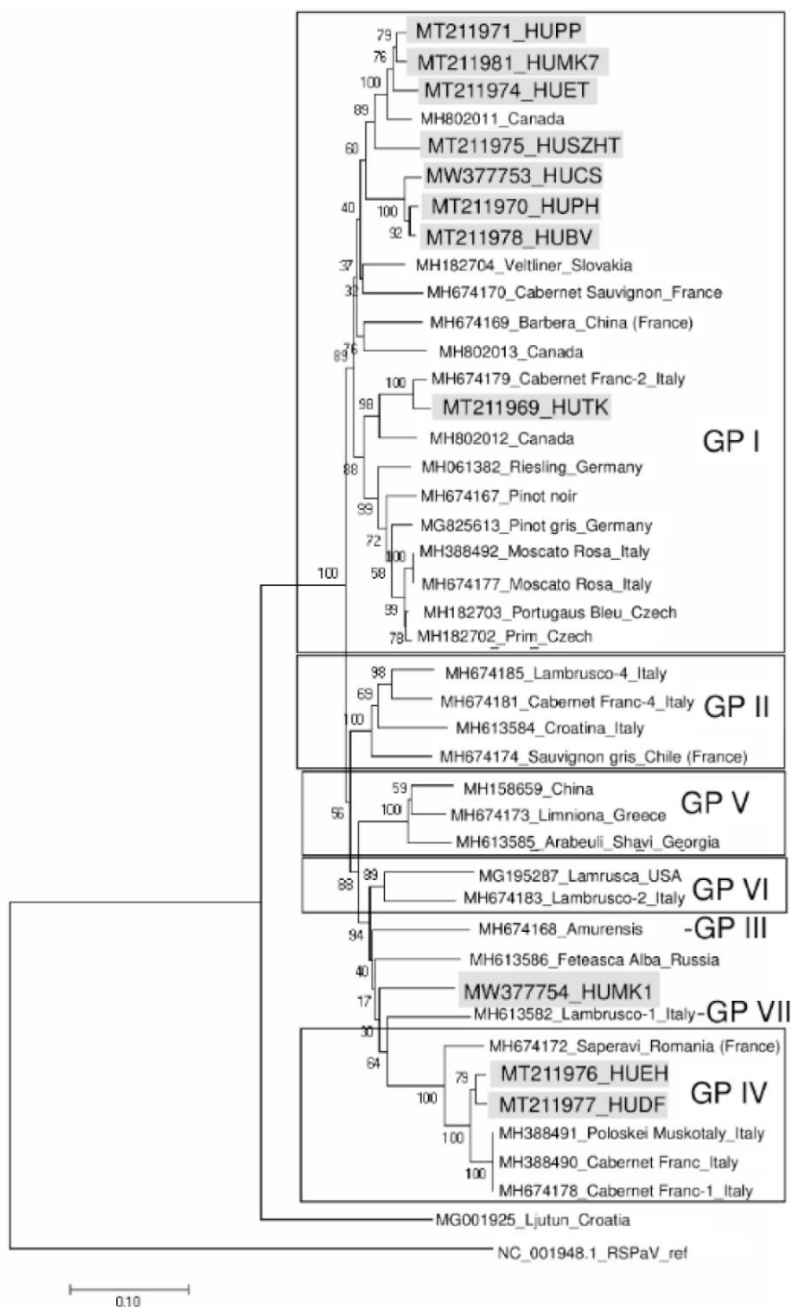 79 MT211971_HUPP
76 MT211981_HUMK7
100 MT211974_HUET
89 MH802011_Canada
60 MT211975_HUSZHT
MW377753_HUCS
40 100 MT211970_HUPH
92 MT211978_HUBV
37 MH182704_Veltliner_Slovakia
32 MH674170_Cabernet Sauvignon_France
MH674169_Barbera_China (France)
89 76 MH802013_Canada
100 MH674179_Cabernet Franc-2_Italy
98 MT211969_HUTK
MH802012_Canada
GP I
88 MH061382_Riesling_Germany
99 MH674167_Pinot noir
72 MG825613_Pinot gris_Germany
100 MH388492_Moscato Rosa_Italy
100 58 MH674177_Moscato Rosa_Italy
99 MH182703_Portugaus Bleu_Czech
78 MH182702_Prim_Czech
98 MH674185_Lambrusco-4_Italy
69 MH674181_Cabernet Franc-4_Italy
GP II
100 MH613584_Croatina_Italy
MH674174_Sauvignon gris_Chile (France)
59 MH158659_China
GP V
56 100 MH674173_Limniona_Greece
MH613585_Arabeuli_Shavi_Georgia
88 89 MG195287_Lamrusca_USA
GP VI
MH674183_Lambrusco-2_Italy
94 MH674168_Amurensis -GP III
40 MH613586_Feteasca Alba_Russia
17 MW377754_HUMK1
30 MH613582_Lambrusco-1_Italy-GP VII
64 MH674172_Saperavi_Romania (France)
100 79 MT211976_HUEH
GP IV
MT211977_HUDF
100 MH388491_Poloskei Muskotaly_Italy
MH388490_Cabernet Franc_Italy
100 MH674178_Cabernet Franc-1_Italy
MG001925_Ljutun_Croatia
NC_001948.1_RSPaV_ref
0.10